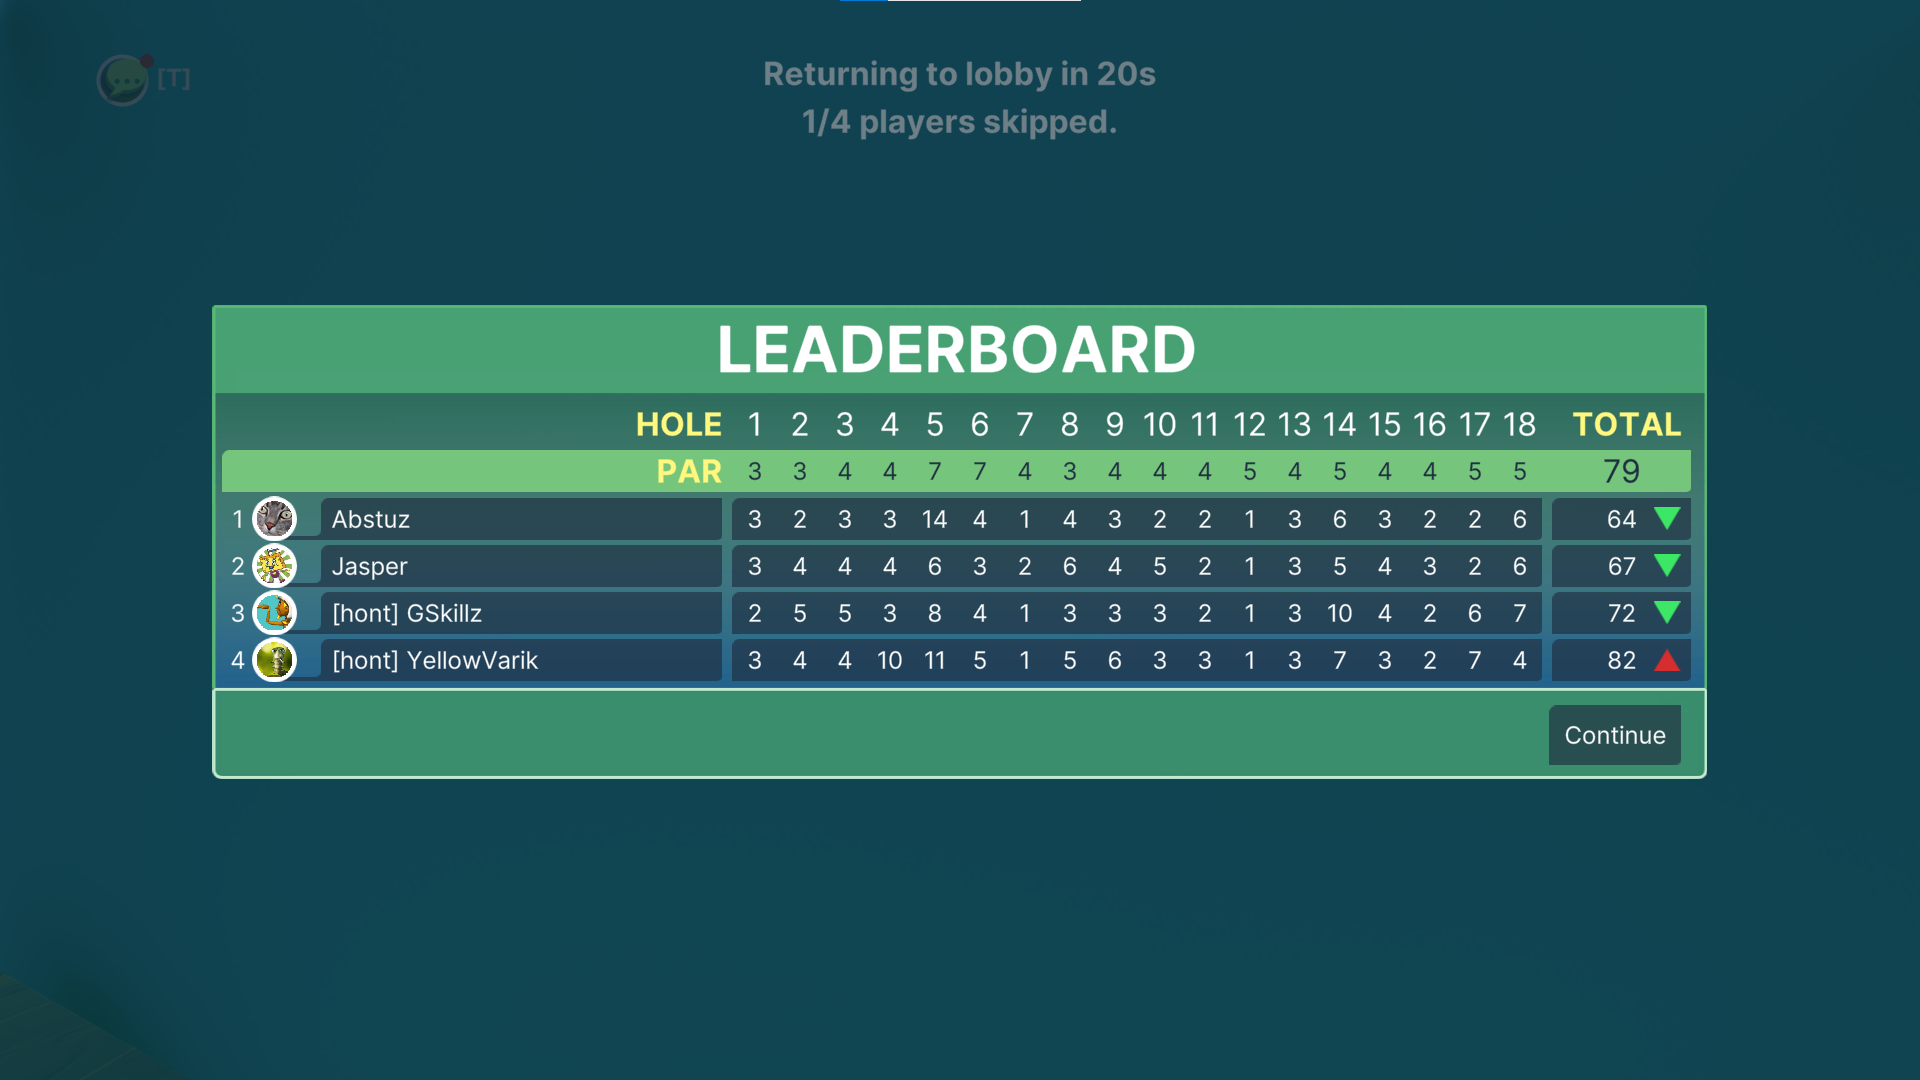 [T]
Returning to lobby in 20s
1/4 players skipped.
LEADERBOARD
HOLE 1 2 3 4 5 6 7 8 9 10 11 12 13 14 15 16 17 18 TOTAL
PAR 3 3 4 4 7 7 4 3 4 4 4 5 4 5 4 4 5 5 79
1 Abstuz 3 2 3 3 14 4 1 4 3 2 2 1 3 6 3 2 2 6 64
2 Jasper 3 4 4 4 6 3 2 6 4 5 2 1 3 5 4 3 2 6 67
3 [hont] GSkillz 2 5 5 3 8 4 1 3 3 3 2 1 3 10 4 2 6 7 72
4 [hont] YellowVarik 3 4 4 10 11 5 1 5 6 3 3 1 3 7 3 2 7 4 82
Continue